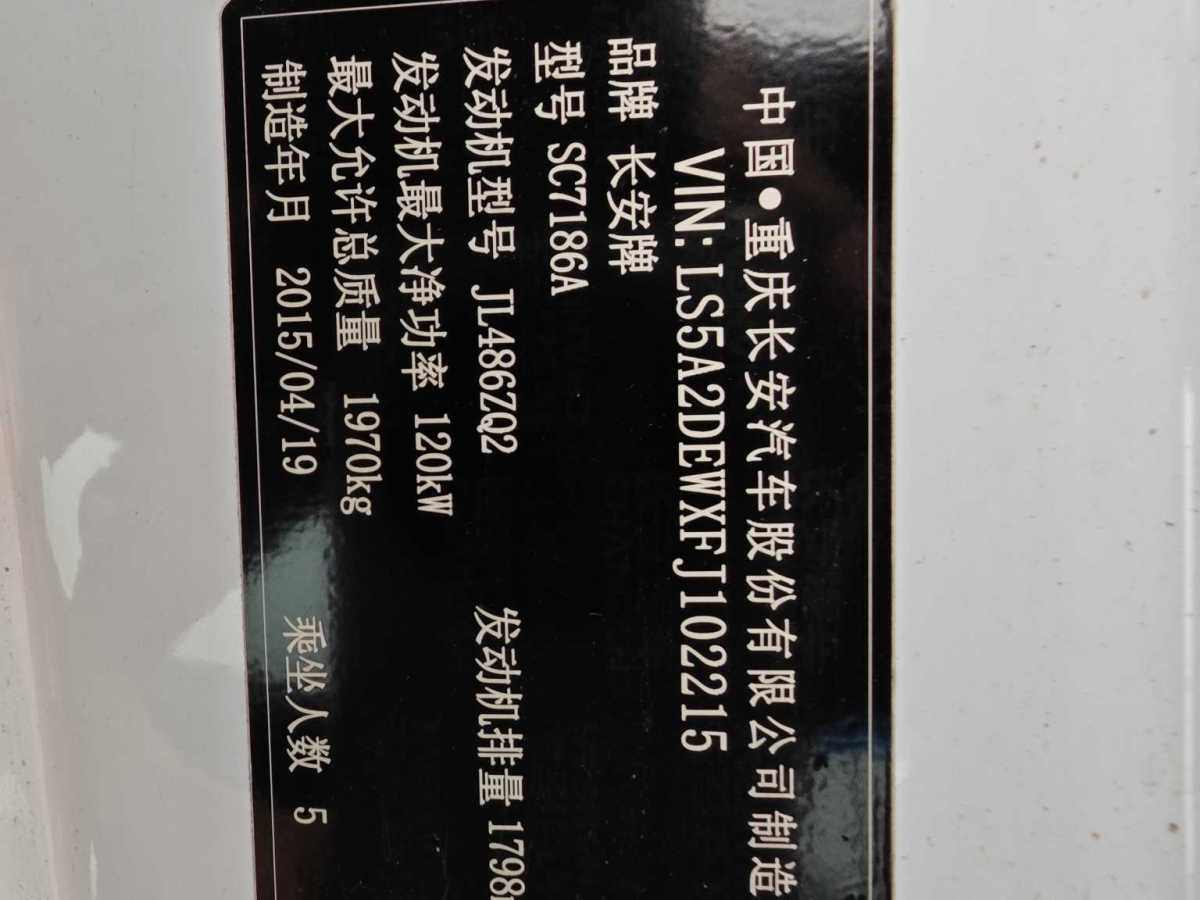 中国•重庆长安汽车股份有限公司制造
VIN:LS5A2DEWXFJ102215
品牌 长安牌
型号 SC7186A
发动机型号 JL486ZQ2 发动机排量 1798
发动机最大净功率 120kW
最大允许总质量 1970kg
制造年月 2015/04/19 乘坐人数 5